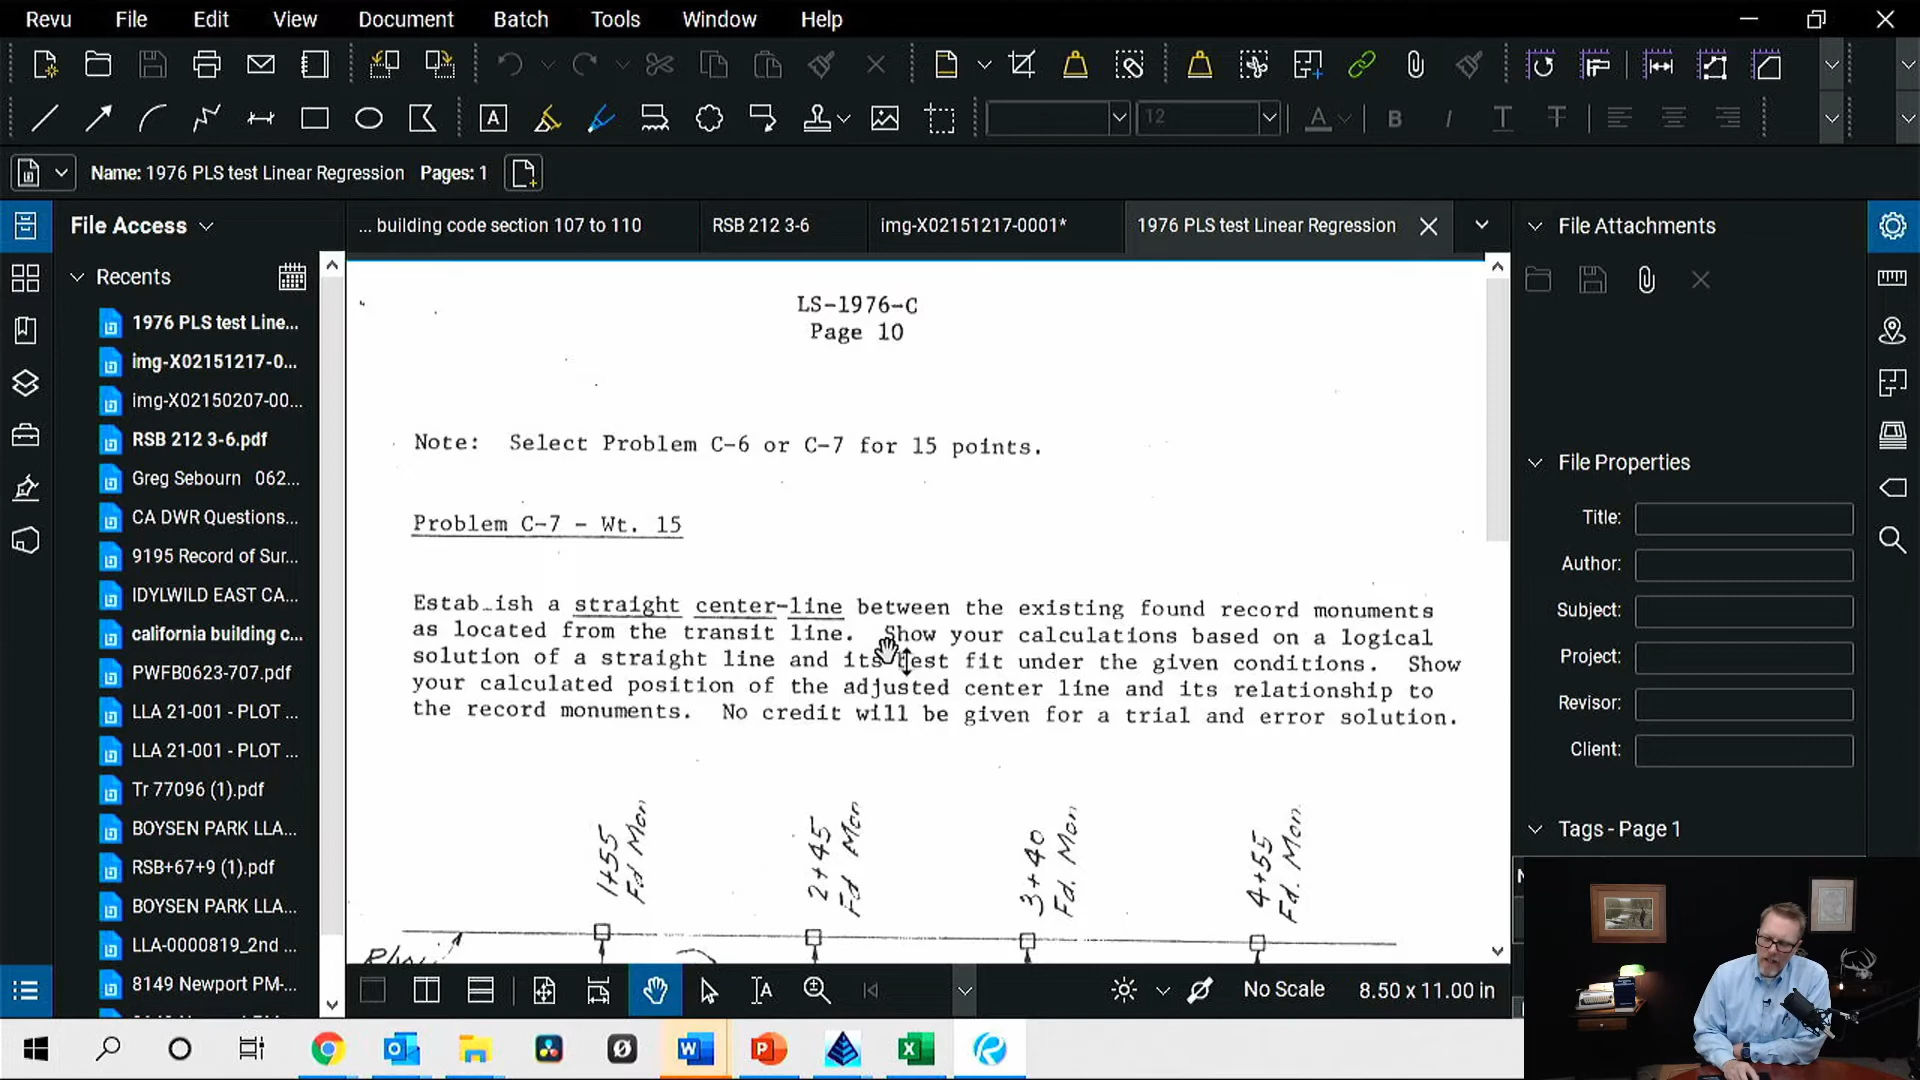 Revu File Edit View Document Batch Tools Window Help
12
Name: 1976 PLS test Linear Regression Pages: 1
File Access
... building code section 107 to 110
RSB 212 3-6
img-X02151217-0001*
1976 PLS test Linear Regression
File Attachments
Recents
1976 PLS test Line...
img-X02151217-0...
img-X02150207-00...
RSB 212 3-6.pdf
Greg Sebourn 062...
CA DWR Questions...
9195 Record of Sur...
IDYLWILD EAST CA...
california building c...
PWFB0623-707.pdf
LLA 21-001 - PLOT ...
LLA 21-001 - PLOT ...
Tr 77096 (1).pdf
BOYSEN PARK LLA...
RSB+67+9 (1).pdf
BOYSEN PARK LLA...
LLA-0000819_2nd ...
8149 Newport PM-...
LS-1976-C
Page 10
Note: Select Problem C-6 or C-7 for 15 points.
Problem C-7 - Wt. 15
Establish a straight center-line between the existing found record monuments
as located from the transit line. Show your calculations based on a logical
solution of a straight line and its best fit under the given conditions. Show
your calculated position of the adjusted center line and its relationship to
the record monuments. No credit will be given for a trial and error solution.
1+55
Fd Mon
2+45
Fd Mon
3+40
Fd. Mon
4+55
Fd. Mon.
File Properties
Title:
Author:
Subject:
Project:
Revisor:
Client:
Tags - Page 1
No Scale
8.50 x 11.00 in